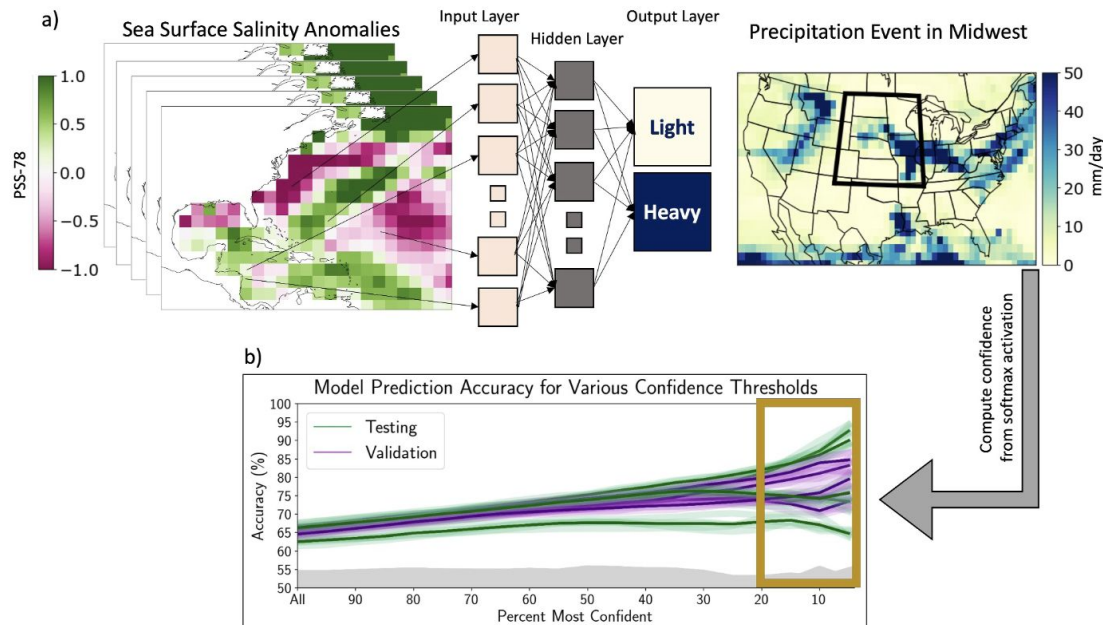 a)
Sea Surface Salinity Anomalies
Input Layer
Hidden Layer
Output Layer
Precipitation Event in Midwest
PSS-78
1.0
0.5
0.0
−0.5
−1.0
Light
Heavy
50
40
30
20
10
0
mm/day
Compute confidence
from softmax activation
b)
Model Prediction Accuracy for Various Confidence Thresholds
Testing
Validation
Accuracy (%)
100
95
90
85
80
75
70
65
60
55
50
All
90
80
70
60
50
40
30
20
10
Percent Most Confident